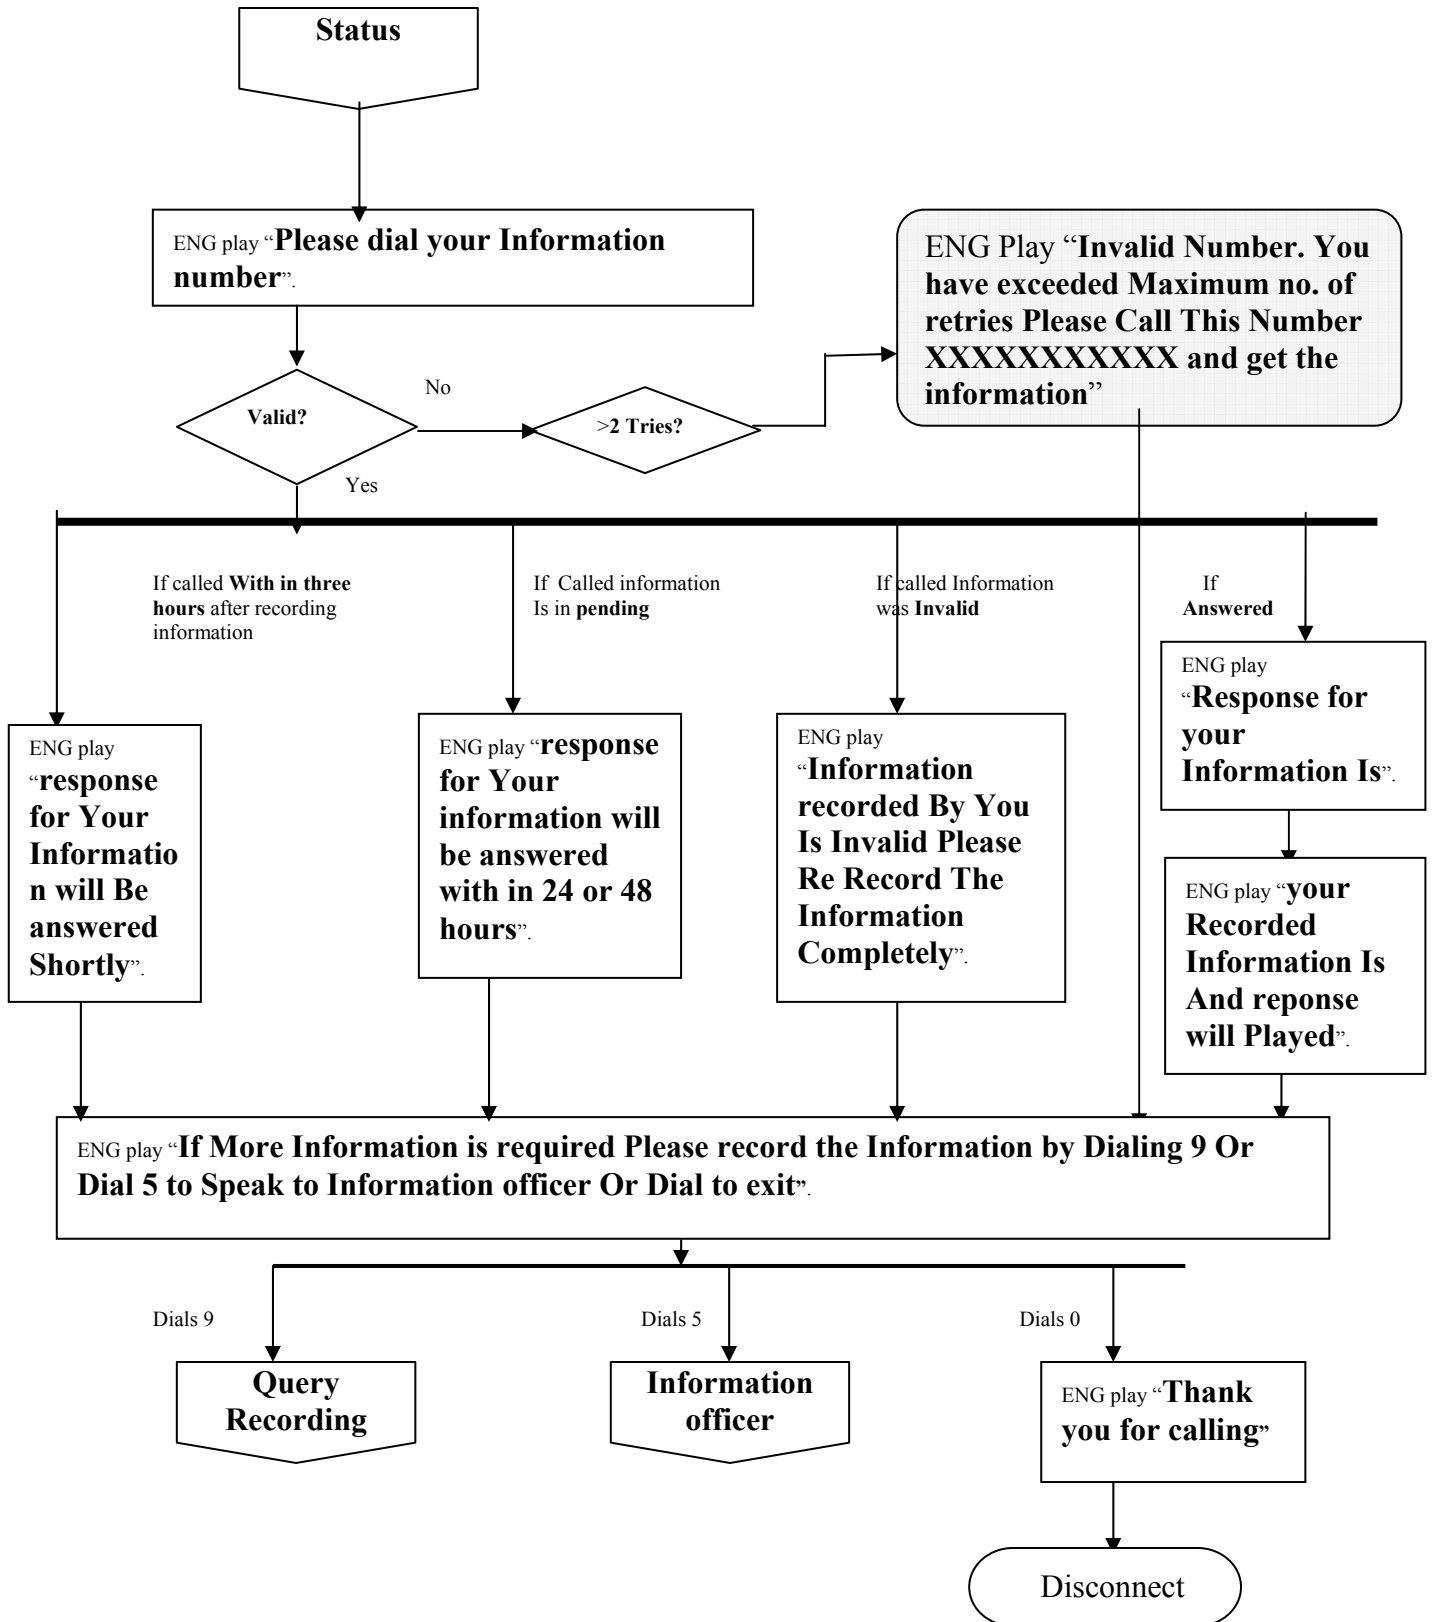 Status
ENG play “Please dial your Information
number”.
ENG Play “Invalid Number. You
have exceeded Maximum no. of
retries Please Call This Number
XXXXXXXXXXX and get the
information”
Valid?
No
>2 Tries?
Yes
If called With in three
hours after recording
information
If Called information
Is in pending
If called Information
was Invalid
If
Answered
ENG play
“response
for Your
Informatio
n will Be
answered
Shortly”.
ENG play “response
for Your
information will
be answered
with in 24 or 48
hours”.
ENG play
“Information
recorded By You
Is Invalid Please
Re Record The
Information
Completely”.
ENG play
“Response for
your
Information Is”.
ENG play “your
Recorded
Information Is
And reponse
will Played”.
ENG play “If More Information is required Please record the Information by Dialing 9 Or
Dial 5 to Speak to Information officer Or Dial to exit”.
Dials 9
Dials 5
Dials 0
Query
Recording
Information
officer
ENG play “Thank
you for calling”
Disconnect